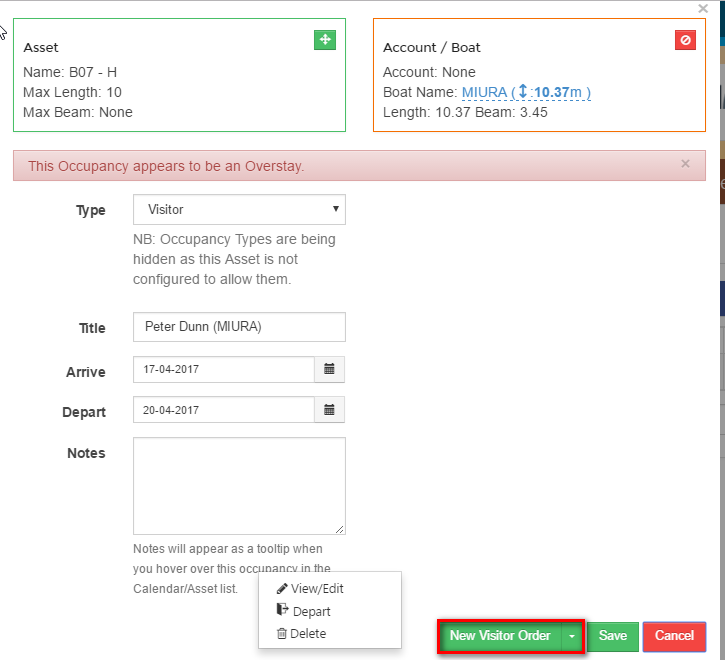 ×
Asset
Name: B07 - H
Max Length: 10
Max Beam: None
Account / Boat
Account: None
Boat Name: MIURA (↕:10.37m )
Length: 10.37 Beam: 3.45
This Occupancy appears to be an Overstay. ×
Type Visitor
NB: Occupancy Types are being
hidden as this Asset is not
configured to allow them.
Title Peter Dunn (MIURA)
Arrive 17-04-2017
Depart 20-04-2017
Notes
Notes will appear as a tooltip when
you hover over this occupancy in the
Calendar/Asset list.
View/Edit
Depart
Delete
New Visitor Order Save Cancel